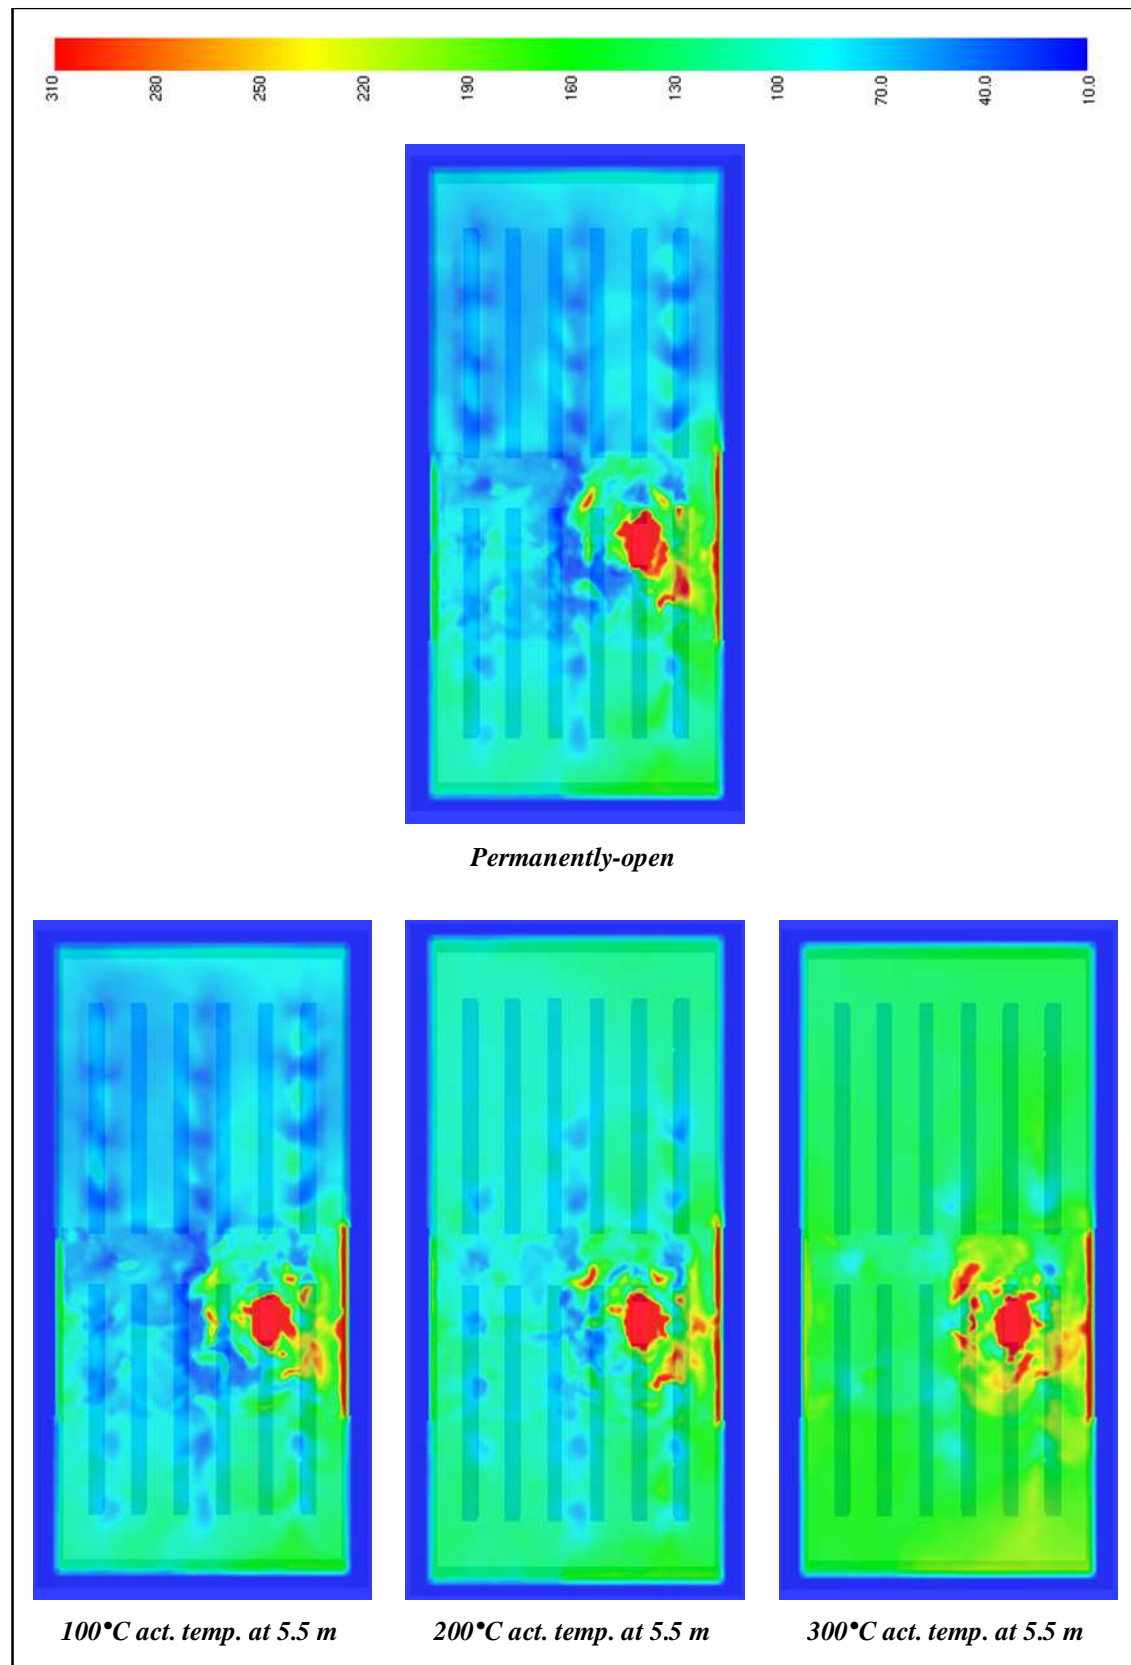 310 280 250 220 190 160 130 100 70.0 40.0 10.0
Permanently-open
100°C act. temp. at 5.5 m 200°C act. temp. at 5.5 m 300°C act. temp. at 5.5 m